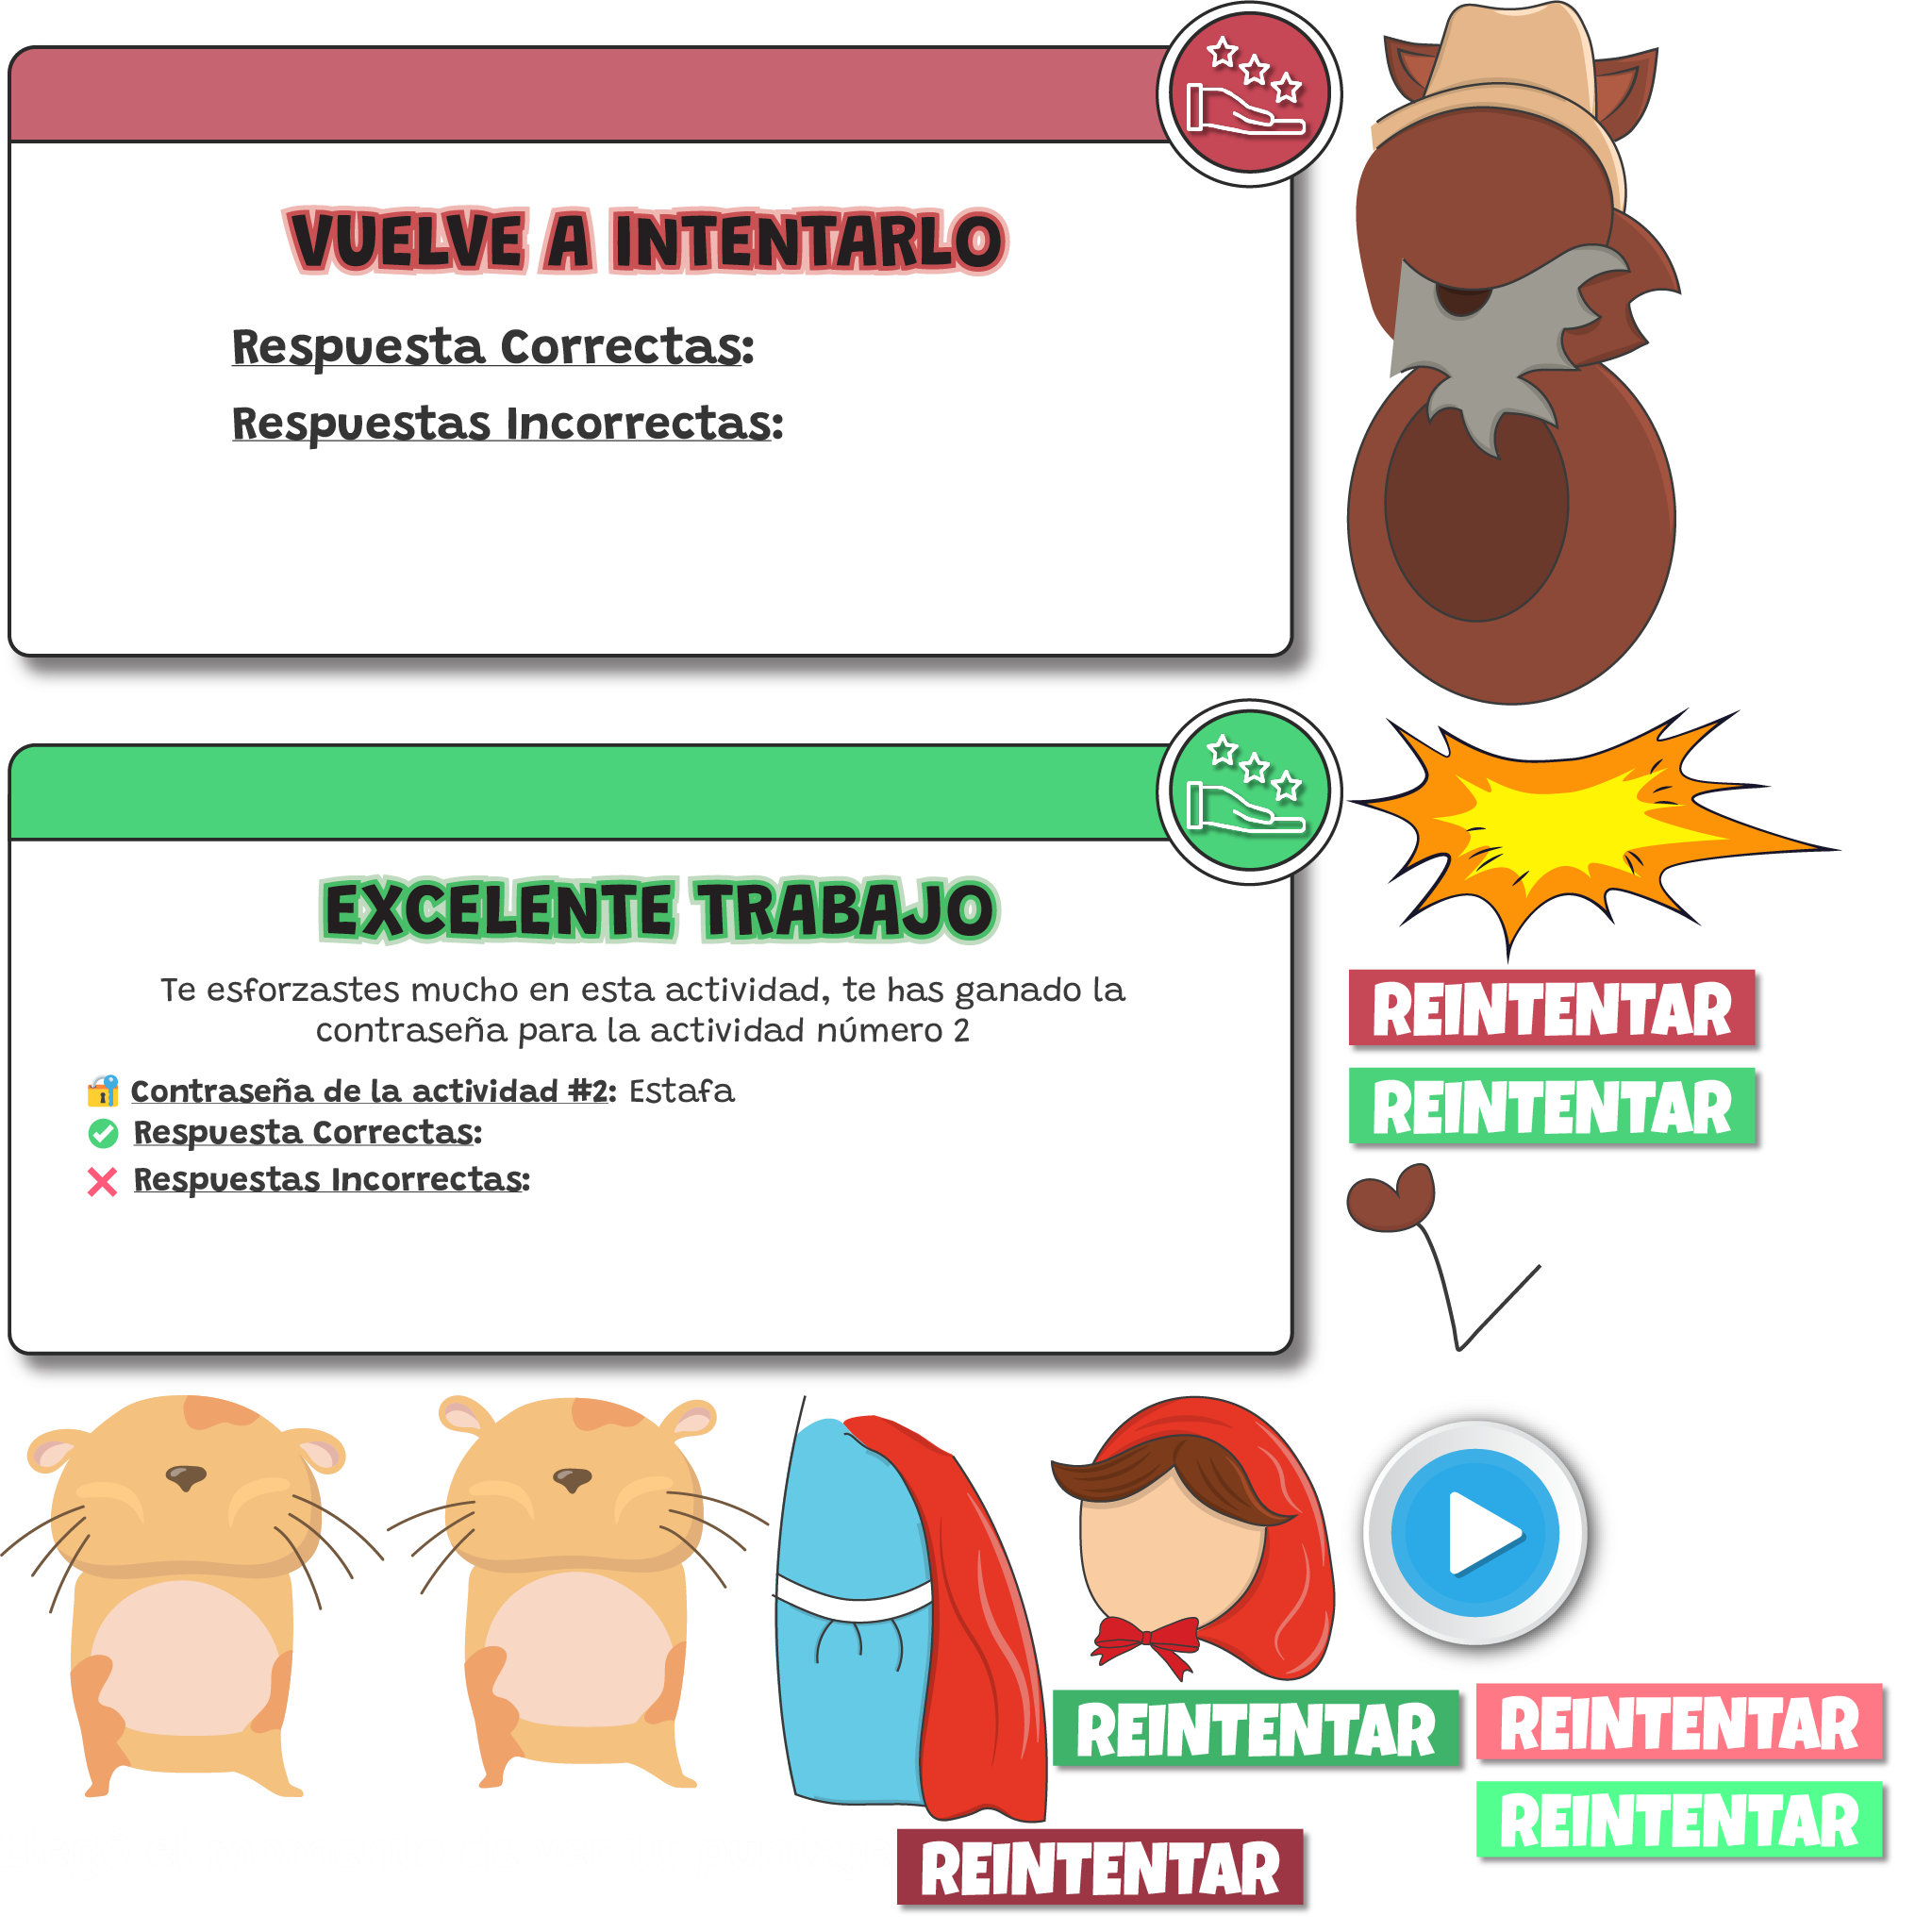 VUELVE A INTENTARLO
Respuesta Correctas:
Respuestas Incorrectas:
EXCELENTE TRABAJO
Te esforzastes mucho en esta actividad, te has ganado la
contraseña para la actividad número 2
Contraseña de la actividad #2: Estafa
Respuesta Correctas:
Respuestas Incorrectas:
REINTENTAR
REINTENTAR
REINTENTAR
REINTENTAR
REINTENTAR
REINTENTAR